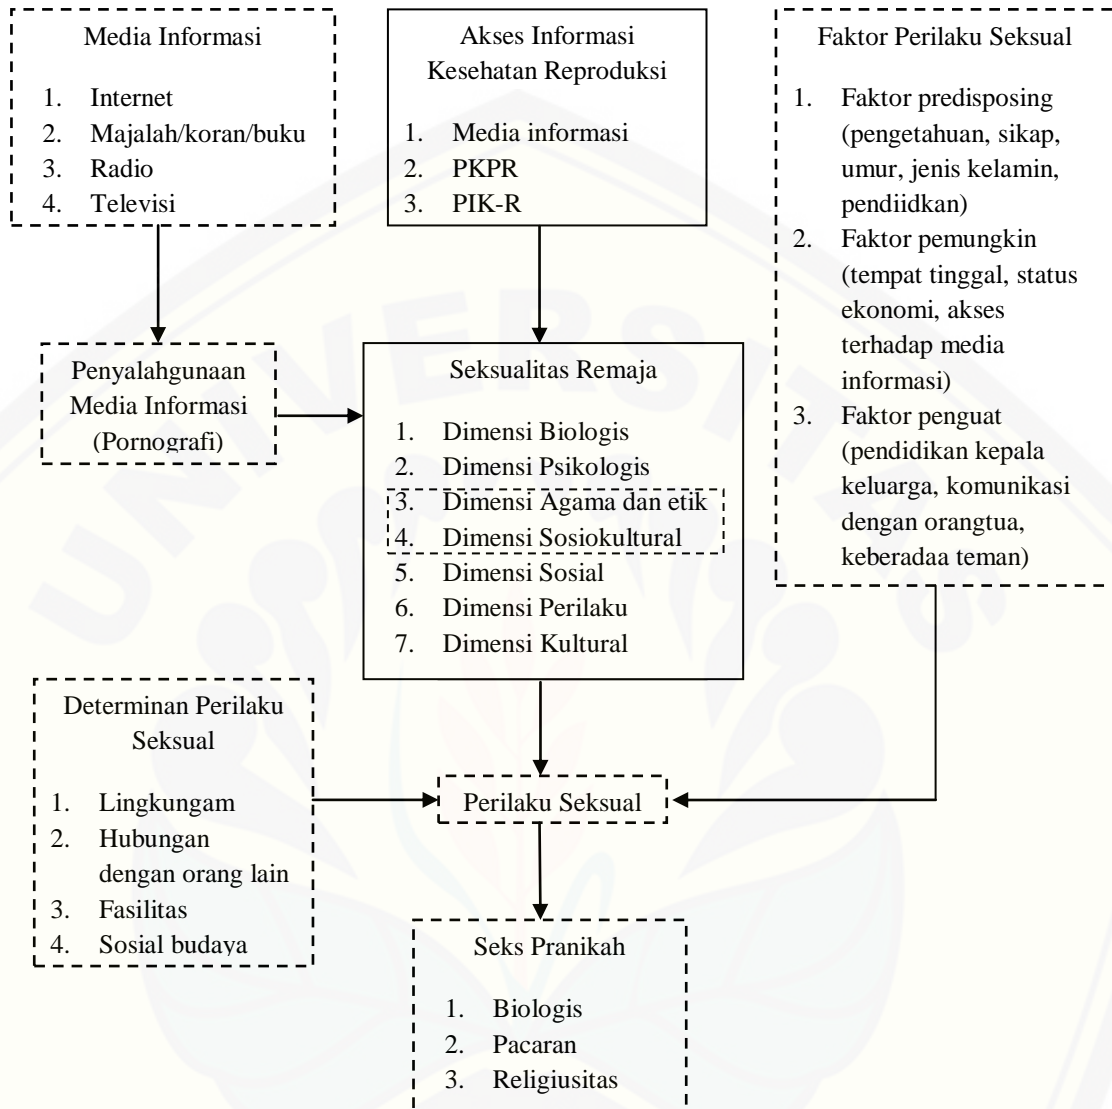 Media Informasi
1. Internet
2. Majalah/koran/buku
3. Radio
4. Televisi
Akses Informasi
Kesehatan Reproduksi
1. Media informasi
2. PKPR
3. PIK-R
Faktor Perilaku Seksual
1. Faktor predisposing
(pengetahuan, sikap,
umur, jenis kelamin,
pendiidkan)
2. Faktor pemungkin
(tempat tinggal, status
ekonomi, akses
terhadap media
informasi)
3. Faktor penguat
(pendidikan kepala
keluarga, komunikasi
dengan orangtua,
keberadaa teman)
Penyalahgunaan
Media Informasi
(Pornografi)
Seksualitas Remaja
1. Dimensi Biologis
2. Dimensi Psikologis
3. Dimensi Agama dan etik
4. Dimensi Sosiokultural
5. Dimensi Sosial
6. Dimensi Perilaku
7. Dimensi Kultural
Determinan Perilaku
Seksual
1. Lingkungam
2. Hubungan
dengan orang lain
3. Fasilitas
4. Sosial budaya
Perilaku Seksual
Seks Pranikah
1. Biologis
2. Pacaran
3. Religiusitas
UNIVERSITAS